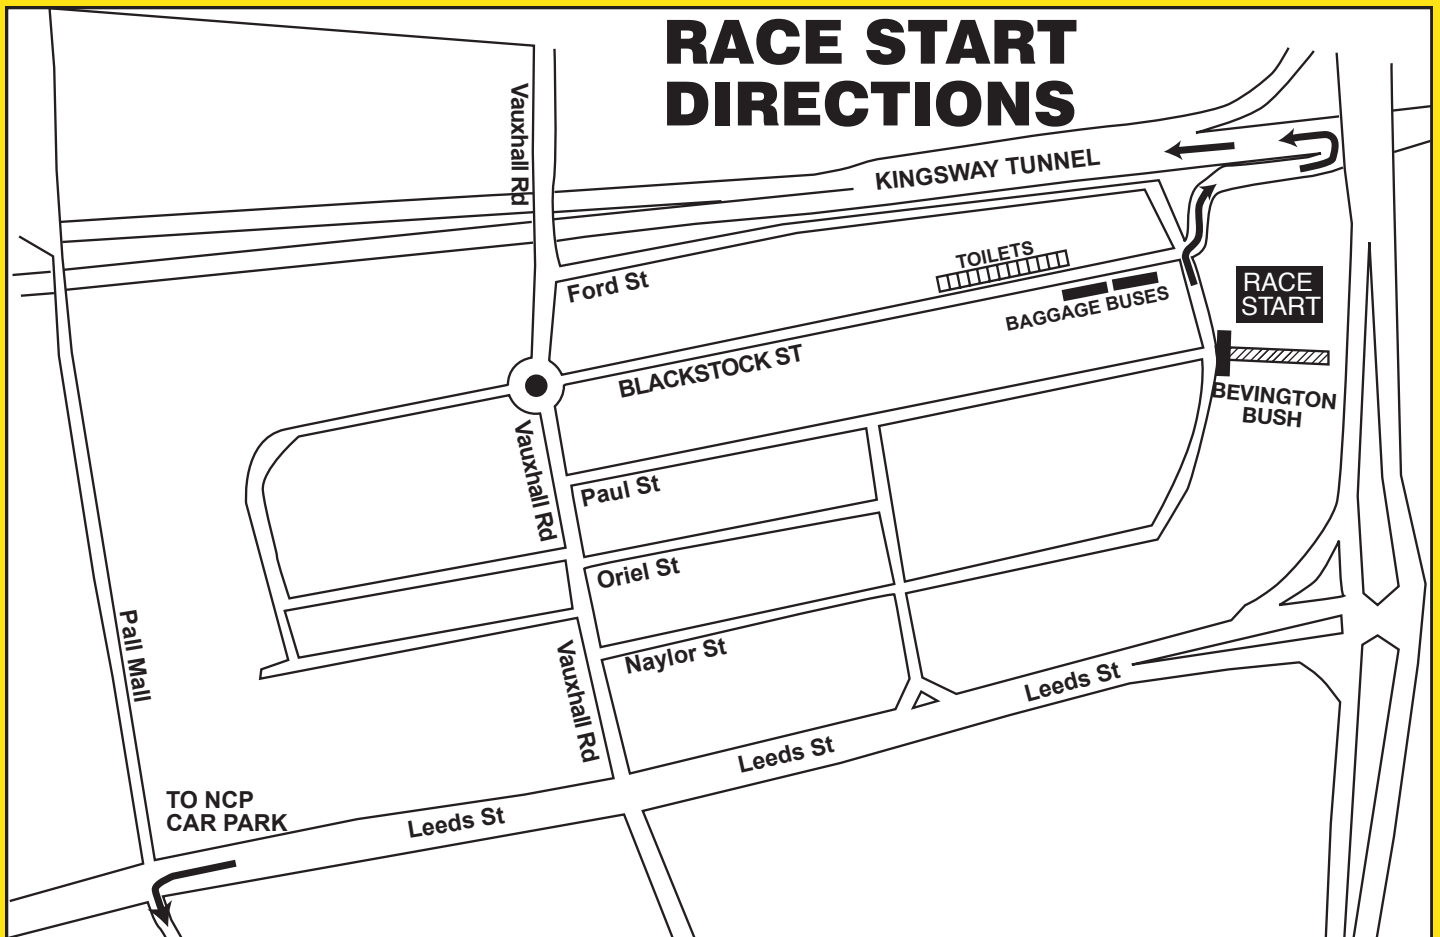 RACE START
DIRECTIONS
Vauxhall Rd
KINGSWAY TUNNEL
TOILETS
Ford St
BAGGAGE BUSES
RACE
START
BLACKSTOCK ST
BEVINGTON
BUSH
Vauxhall Rd
Paul St
Oriel St
Naylor St
Pall Mall
Vauxhall Rd
Leeds St
Leeds St
TO NCP
CAR PARK
Leeds St